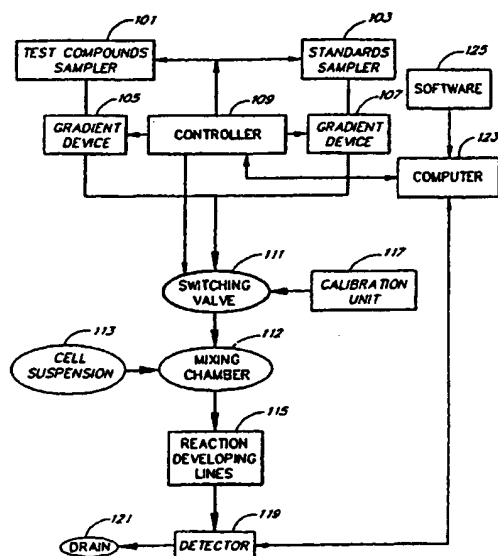 101
TEST COMPOUNDS
SAMPLER
103
STANDARDS
SAMPLER
125
SOFTWARE
105
GRADIENT
DEVICE
109
CONTROLLER
107
GRADIENT
DEVICE
123
COMPUTER
111
SWITCHING
VALVE
117
CALIBRATION
UNIT
113
CELL
SUSPENSION
112
MIXING
CHAMBER
115
REACTION
DEVELOPING
LINES
121
DRAIN
119
DETECTOR